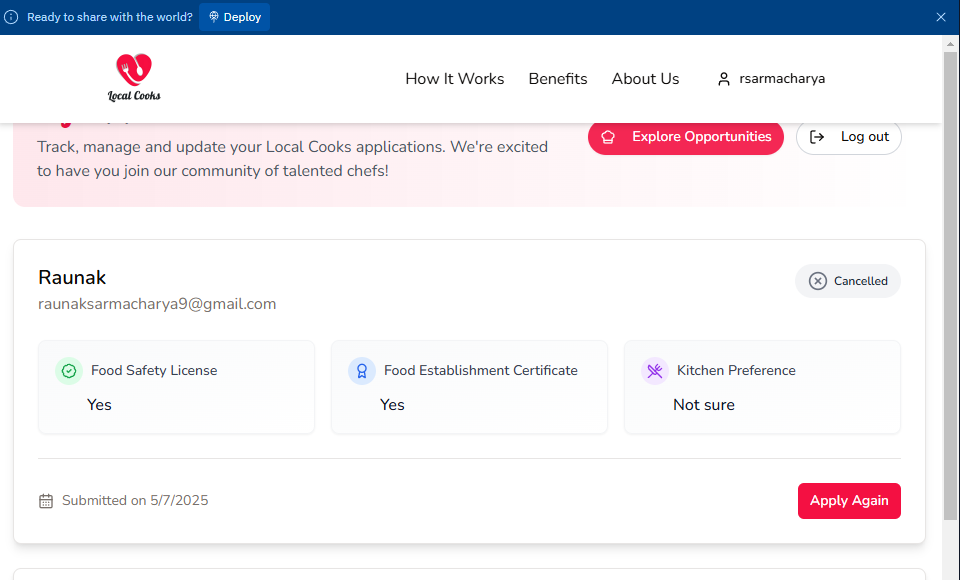 Ready to share with the world? Deploy
Local Cooks
How It Works Benefits About Us rsarmacharya
Track, manage and update your Local Cooks applications. We're excited
to have you join our community of talented chefs!
Explore Opportunities
Log out
Raunak
raunaksarmacharya9@gmail.com
Cancelled
Food Safety License
Yes
Food Establishment Certificate
Yes
Kitchen Preference
Not sure
Submitted on 5/7/2025
Apply Again